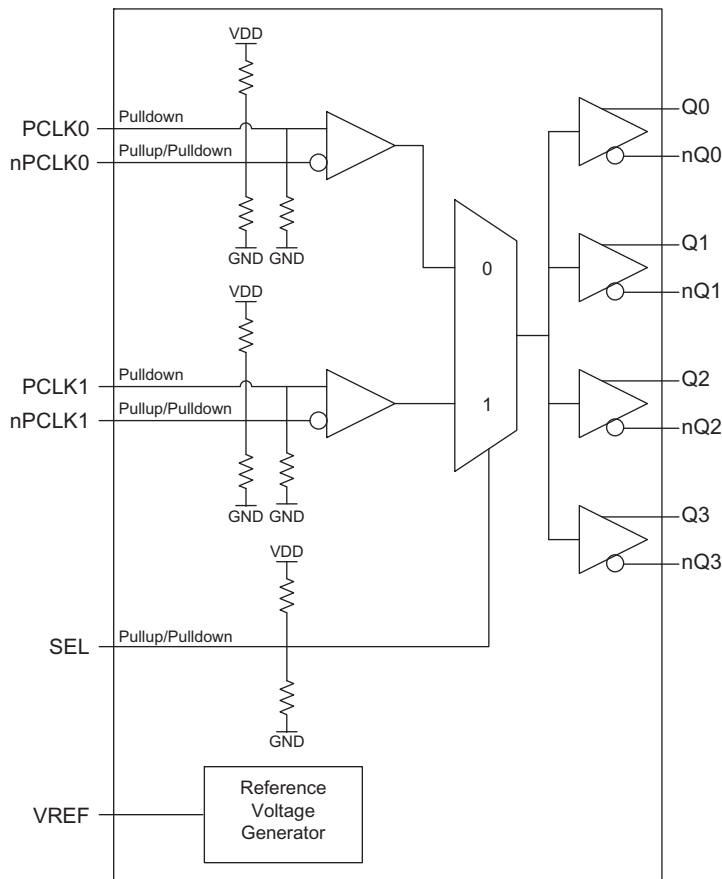 VDD
Pulldown
PCLK0
Q0
Pullup/Pulldown
nPCLK0
nQ0
GND
GND
Q1
0
nQ1
VDD
Pulldown
PCLK1
Q2
Pullup/Pulldown
nPCLK1
1
nQ2
GND
GND
Q3
VDD
nQ3
Pullup/Pulldown
SEL
GND
Reference
Voltage
Generator
VREF